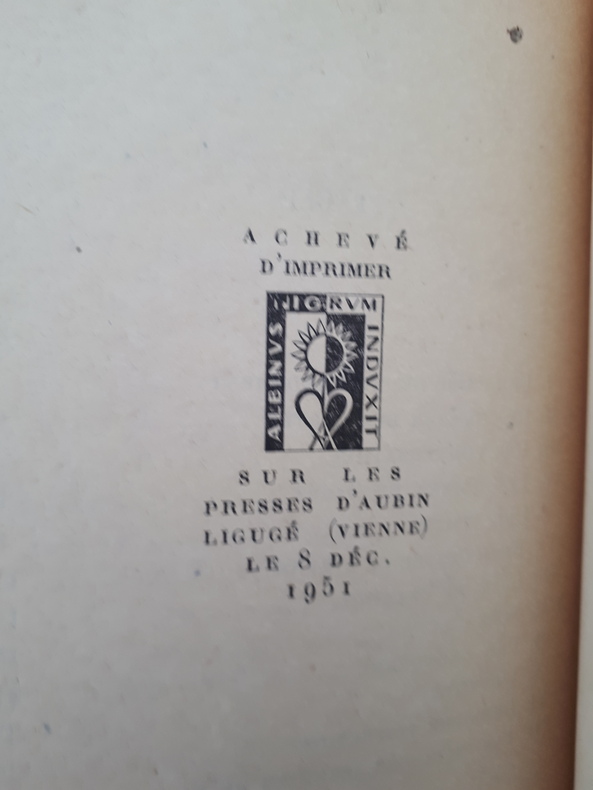 ACHEVÉ
D'IMPRIMER
ALBINVS
NIGRVM
INDVXIT
SUR LES
PRESSES D'AUBIN
LIGUGÉ (VIENNE)
LE 8 DÉC.
1951